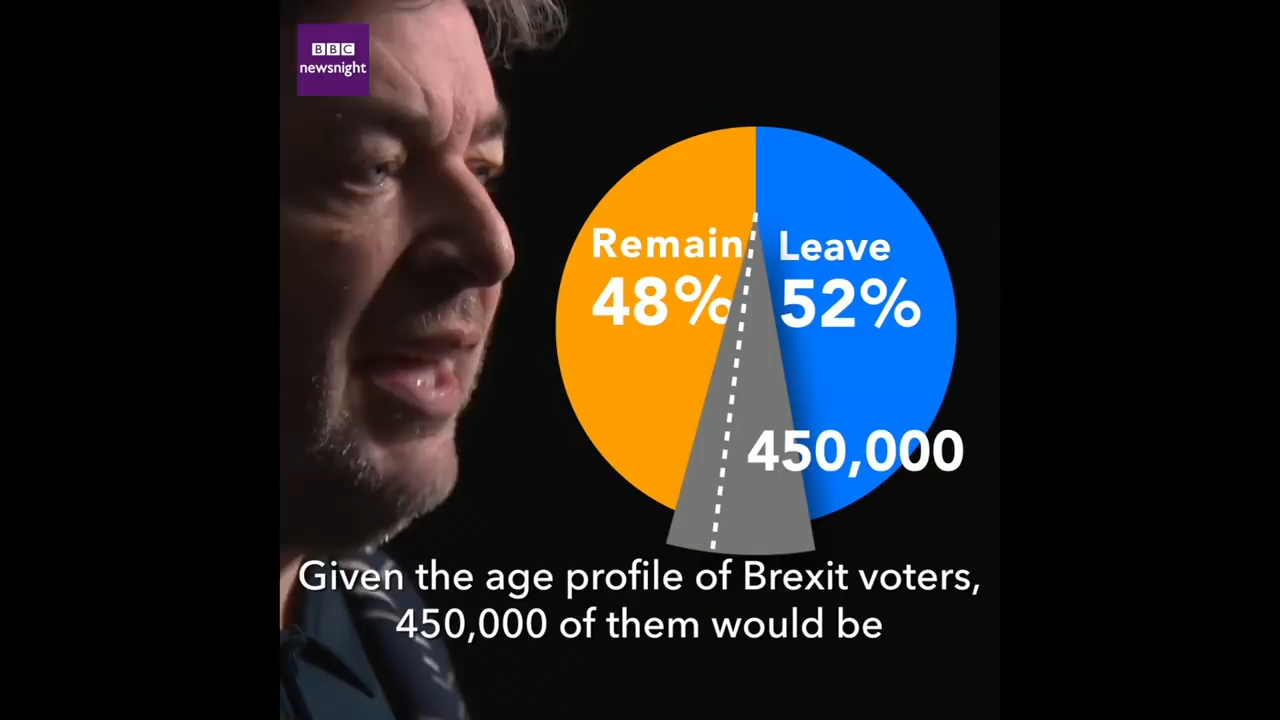 BBC
newsnight
Remain
48%
Leave
52%
450,000
Given the age profile of Brexit voters,
450,000 of them would be